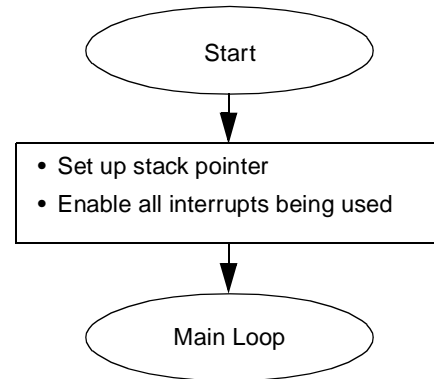 Start
• Set up stack pointer
• Enable all interrupts being used
Main Loop